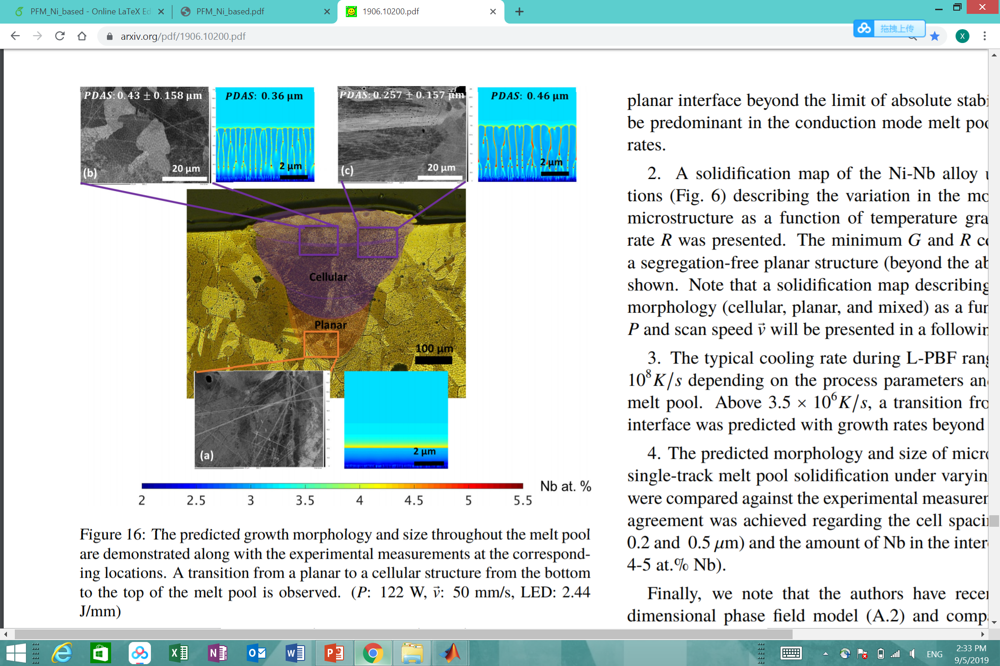 PFM_Ni_based - Online LaTeX Ed
PFM_Ni_based.pdf
1906.10200.pdf
arxiv.org/pdf/1906.10200.pdf
拖拽上传
X
PDAS: 0.43 ± 0.158 μm
PDAS: 0.36 μm
PDAS: 0.257 ± 0.157 μm
PDAS: 0.46 μm
(b)
20 μm
2 μm
(c)
20 μm
2 μm
Cellular
Planar
100 μm
(a)
2 μm
Nb at. %
2 2.5 3 3.5 4 4.5 5 5.5
Figure 16: The predicted growth morphology and size throughout the melt pool
are demonstrated along with the experimental measurements at the correspond-
ing locations. A transition from a planar to a cellular structure from the bottom
to the top of the melt pool is observed. (P: 122 W, v⃗: 50 mm/s, LED: 2.44
J/mm)
planar interface beyond the limit of absolute stabi
be predominant in the conduction mode melt poo
rates.
2. A solidification map of the Ni-Nb alloy u
tions (Fig. 6) describing the variation in the mo
microstructure as a function of temperature gra
rate R was presented. The minimum G and R co
a segregation-free planar structure (beyond the ab
shown. Note that a solidification map describing
morphology (cellular, planar, and mixed) as a fun
P and scan speed v⃗ will be presented in a followin
3. The typical cooling rate during L-PBF rang
10⁸K/s depending on the process parameters an
melt pool. Above 3.5 × 10⁶K/s, a transition fro
interface was predicted with growth rates beyond
4. The predicted morphology and size of micro
single-track melt pool solidification under varyin
were compared against the experimental measurem
agreement was achieved regarding the cell spaci
0.2 and 0.5 μm) and the amount of Nb in the inter
4-5 at.% Nb).
Finally, we note that the authors have recen
dimensional phase field model (A.2) and compa
ENG
2:33 PM
9/5/2019